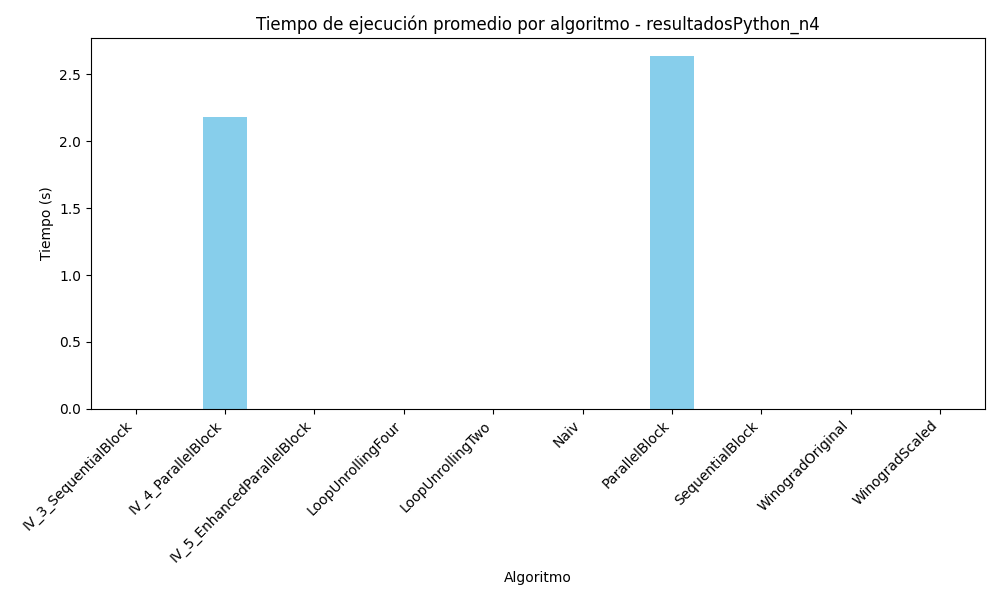 Tiempo de ejecución promedio por algoritmo - resultadosPython_n4
2.5
2.0
1.5
1.0
0.5
0.0
Tiempo (s)
IV_3_SequentialBlock
IV_4_ParallelBlock
IV_5_EnhancedParallelBlock
LoopUnrollingFour
LoopUnrollingTwo
Naiv
ParallelBlock
SequentialBlock
WinogradOriginal
WinogradScaled
Algoritmo